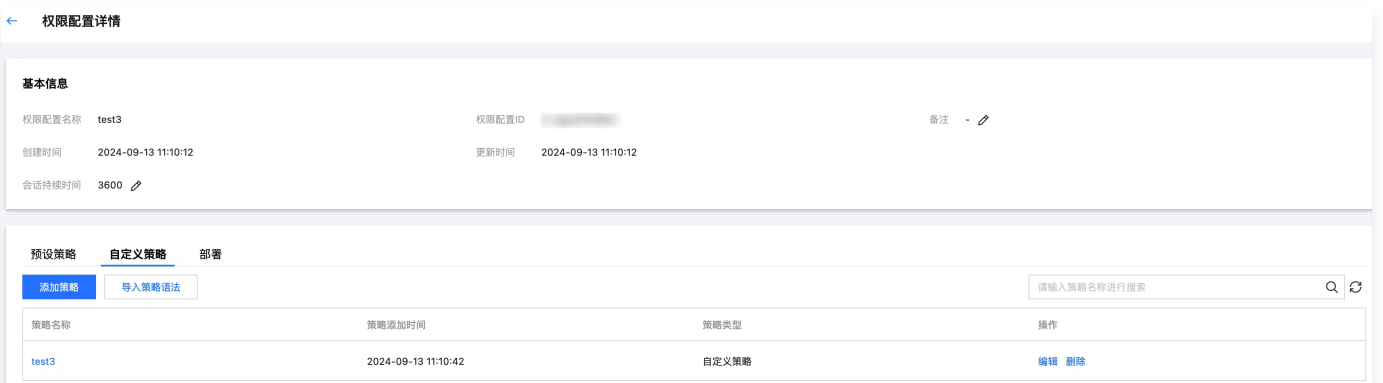 权限配置详情
基本信息
权限配置名称 test3 权限配置ID 备注 -
创建时间 2024-09-13 11:10:12 更新时间 2024-09-13 11:10:12
会话持续时间 3600
预设策略 自定义策略 部署
添加策略 导入策略语法 请输入策略名称进行搜索
策略名称 策略添加时间 策略类型 操作
test3 2024-09-13 11:10:42 自定义策略 编辑 删除